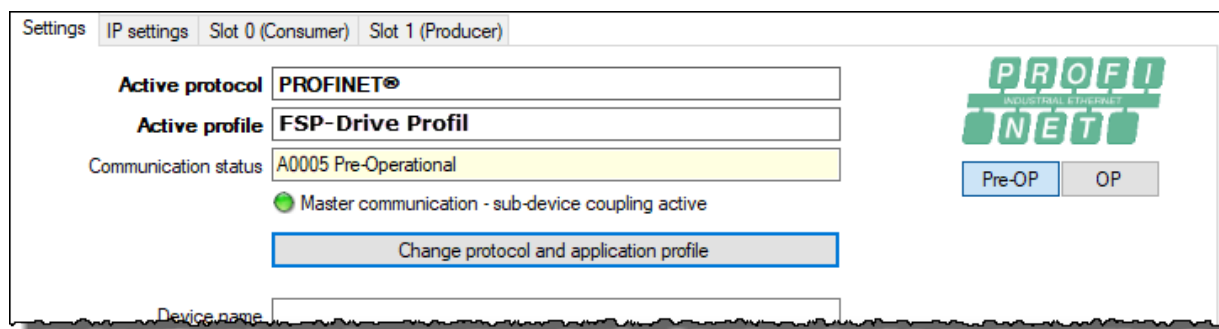 Settings IP settings Slot 0 (Consumer) Slot 1 (Producer)
Active protocol PROFINET®
Active profile FSP-Drive Profil
Communication status A0005 Pre-Operational
Master communication - sub-device coupling active
Change protocol and application profile
Device name
PROFI
INDUSTRIAL ETHERNET
NET
Pre-OP OP